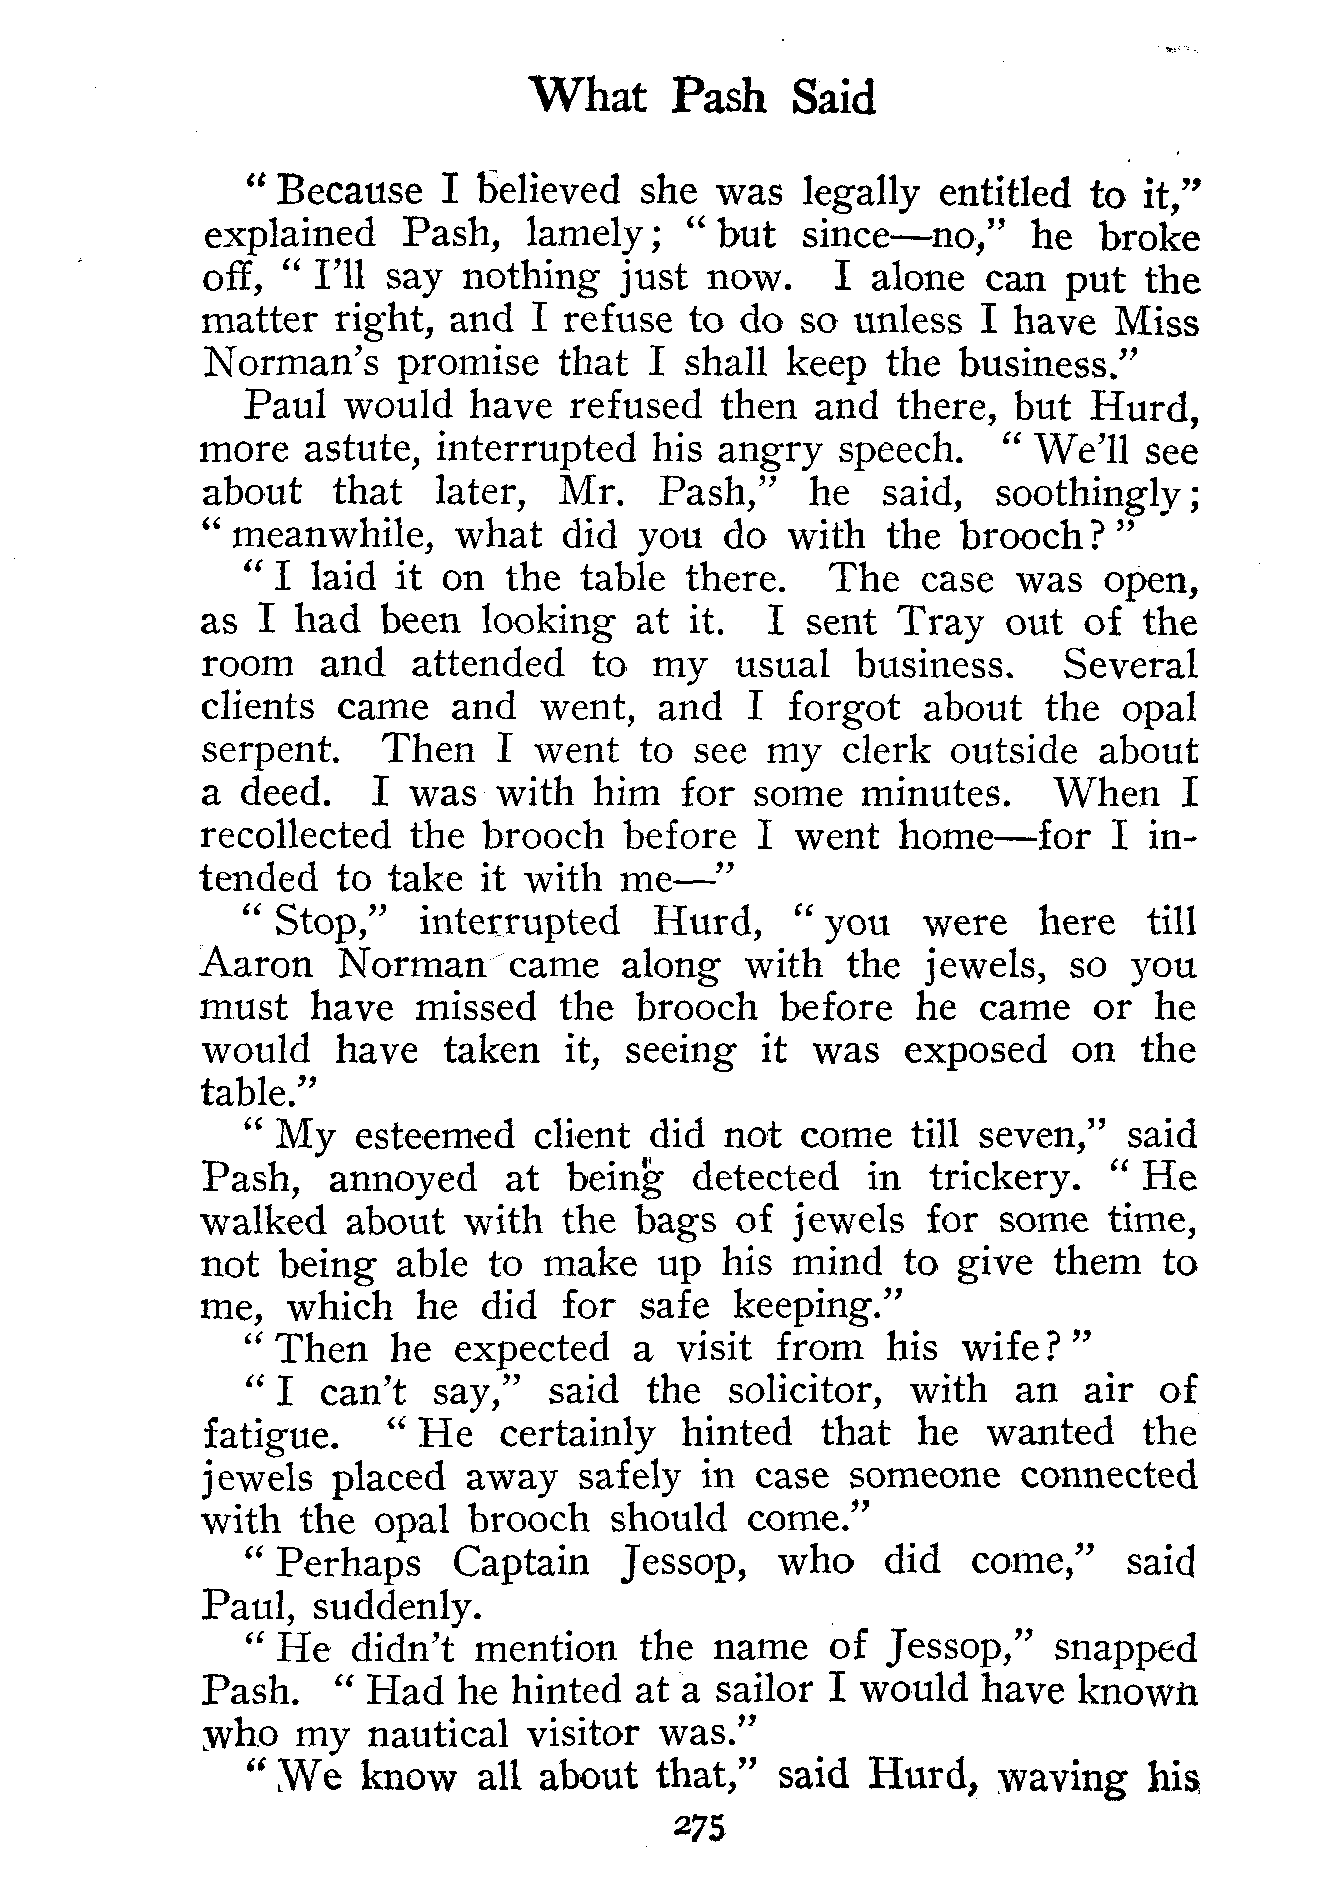 What Pash Said
“ Because I believed she was legally entitled to it,”
explained Pash, lamely; “ but since—no,” he broke
off, “ I’ll say nothing just now. I alone can put the
matter right, and I refuse to do so unless I have Miss
Norman’s promise that I shall keep the business.”
Paul would have refused then and there, but Hurd,
more astute, interrupted his angry speech. “ We’ll see
about that later, Mr. Pash,” he said, soothingly;
“ meanwhile, what did you do with the brooch? ”
“ I laid it on the table there. The case was open,
as I had been looking at it. I sent Tray out of the
room and attended to my usual business. Several
clients came and went, and I forgot about the opal
serpent. Then I went to see my clerk outside about
a deed. I was with him for some minutes. When I
recollected the brooch before I went home—for I in-
tended to take it with me—”
“ Stop,” interrupted Hurd, “ you were here till
Aaron Norman came along with the jewels, so you
must have missed the brooch before he came or he
would have taken it, seeing it was exposed on the
table.”
“ My esteemed client did not come till seven,” said
Pash, annoyed at being detected in trickery. “ He
walked about with the bags of jewels for some time,
not being able to make up his mind to give them to
me, which he did for safe keeping.”
“ Then he expected a visit from his wife? ”
“ I can’t say,” said the solicitor, with an air of
fatigue. “ He certainly hinted that he wanted the
jewels placed away safely in case someone connected
with the opal brooch should come.”
“ Perhaps Captain Jessop, who did come,” said
Paul, suddenly.
“ He didn’t mention the name of Jessop,” snapped
Pash. “ Had he hinted at a sailor I would have known
who my nautical visitor was.”
“ We know all about that,” said Hurd, waving his
275